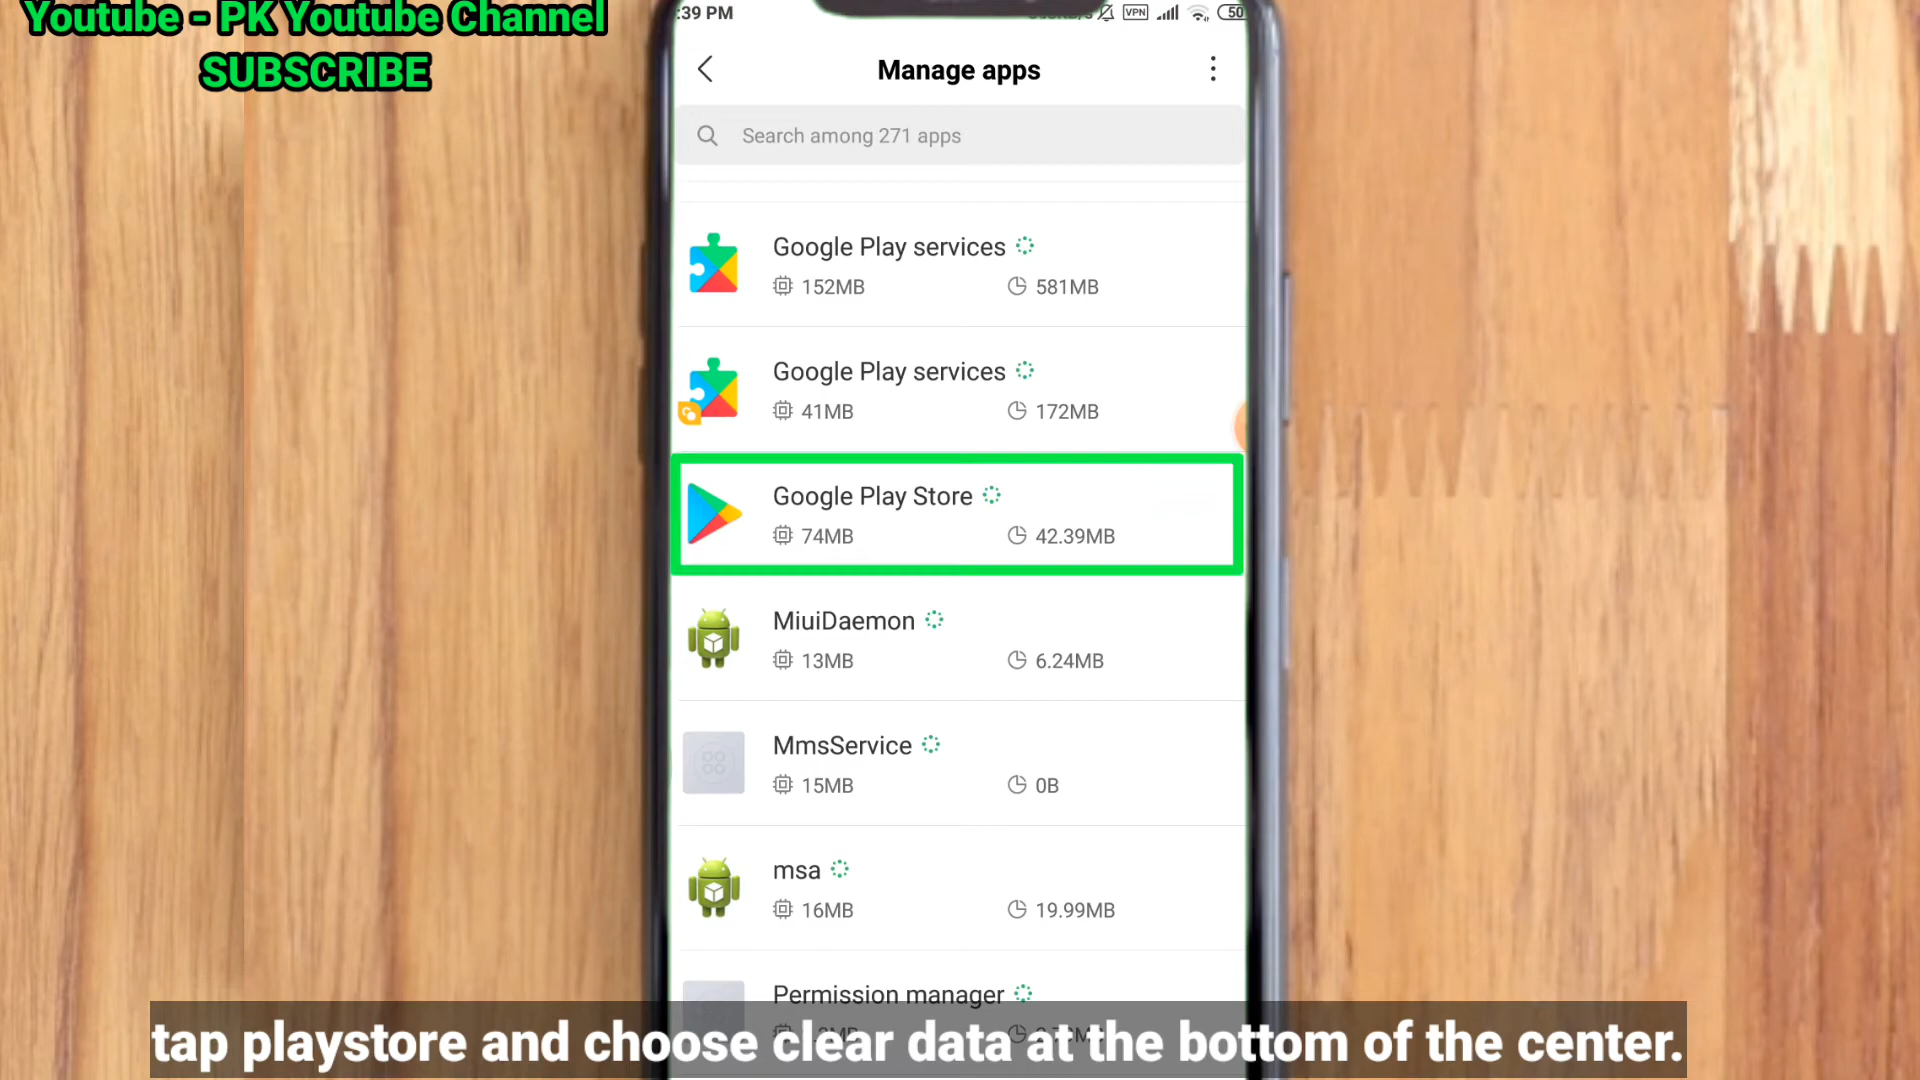 Youtube - PK Youtube Channel
SUBSCRIBE
:39 PM
VPN
50
Manage apps
Search among 271 apps
Google Play services
152MB 581MB
Google Play services
41MB 172MB
Google Play Store
74MB 42.39MB
MiuiDaemon
13MB 6.24MB
MmsService
15MB 0B
msa
16MB 19.99MB
Permission manager
tap playstore and choose clear data at the bottom of the center.